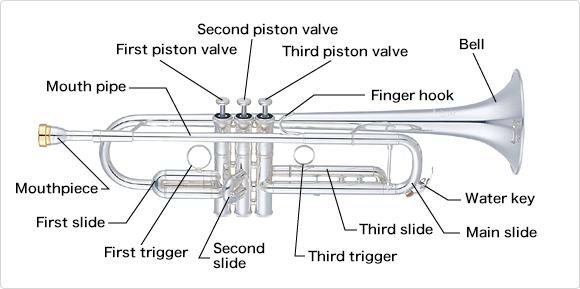 Second piston valve
First piston valve
Third piston valve
Bell
Mouth pipe
Finger hook
Mouthpiece
Water key
First slide
Third slide
Main slide
First trigger
Second
slide
Third trigger